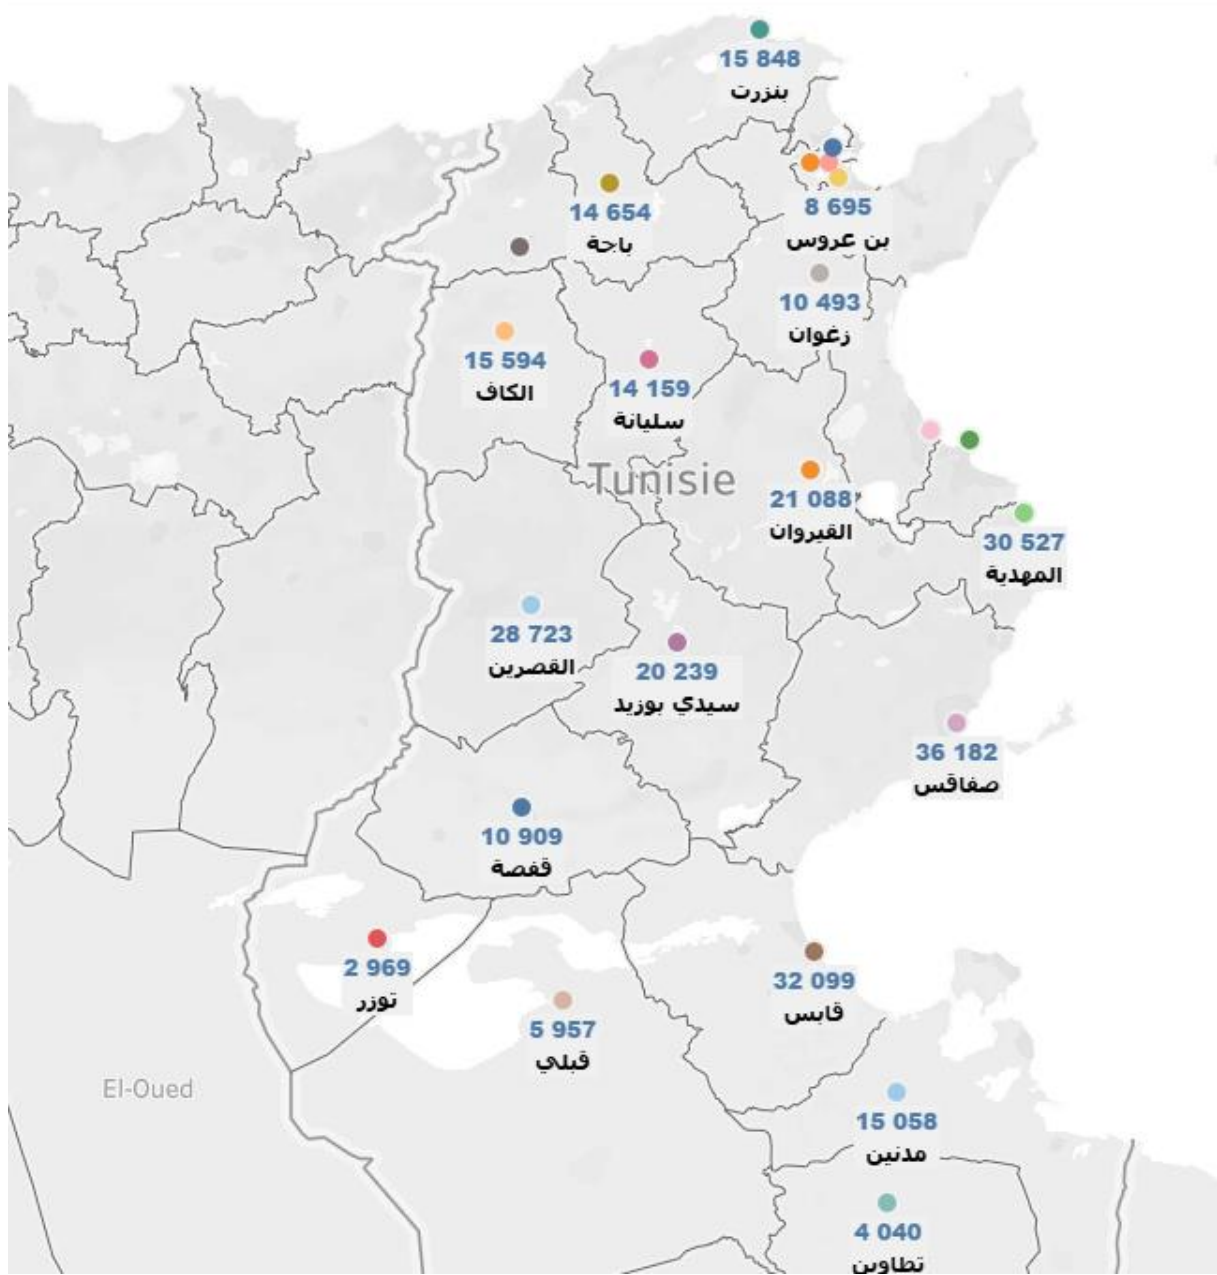 15 848
بنزرت
14 654
باجة
8 695
بن عروس
10 493
زغوان
15 594
الكاف
14 159
سليانة
Tunisie
21 088
القيروان
30 527
المهدية
28 723
القصرين
20 239
سيدي بوزيد
36 182
صفاقس
10 909
قفصة
2 969
توزر
32 099
قابس
5 957
قبلي
El-Oued
15 058
مدنين
4 040
تطاوين